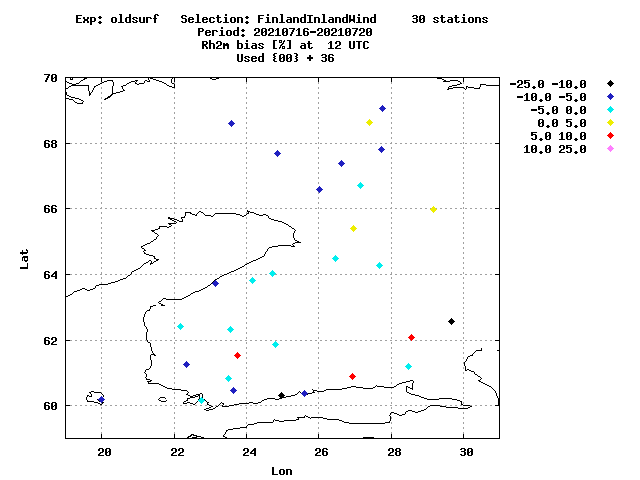 Exp: oldsurf Selection: FinlandInlandWind 30 stations
Period: 20210716-20210720
Rh2m bias [%] at 12 UTC
Used {00} + 36
-25.0 -10.0
-10.0 -5.0
-5.0 0.0
0.0 5.0
5.0 10.0
10.0 25.0
70
68
66
64
62
60
Lat
20 22 24 26 28 30
Lon